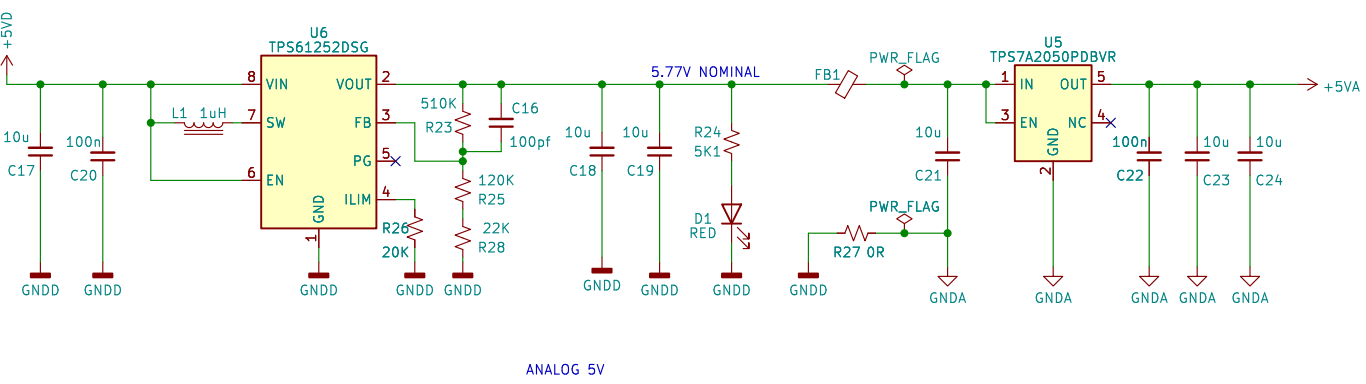 +5VD
U6
TPS61252DSG
8
VIN
VOUT
2
L1 1uH
7
SW
FB
3
PG
5
6
EN
ILIM
4
GND
1
10u
C17
100n
C20
510K
R23
C16
100pf
120K
R25
R26
20K
22K
R28
5.77V NOMINAL
10u
C18
10u
C19
R24
5K1
D1
RED
FB1
PWR_FLAG
10u
C21
PWR_FLAG
R27 0R
U5
TPS7A2050PDBVR
1
IN
OUT
5
3
EN
NC
4
GND
2
100n
C22
10u
C23
10u
C24
+5VA
GNDD
GNDD
GNDD
GNDD
GNDD
GNDD
GNDD
GNDD
GNDD
GNDA
GNDA
GNDA
GNDA
GNDA
ANALOG 5V